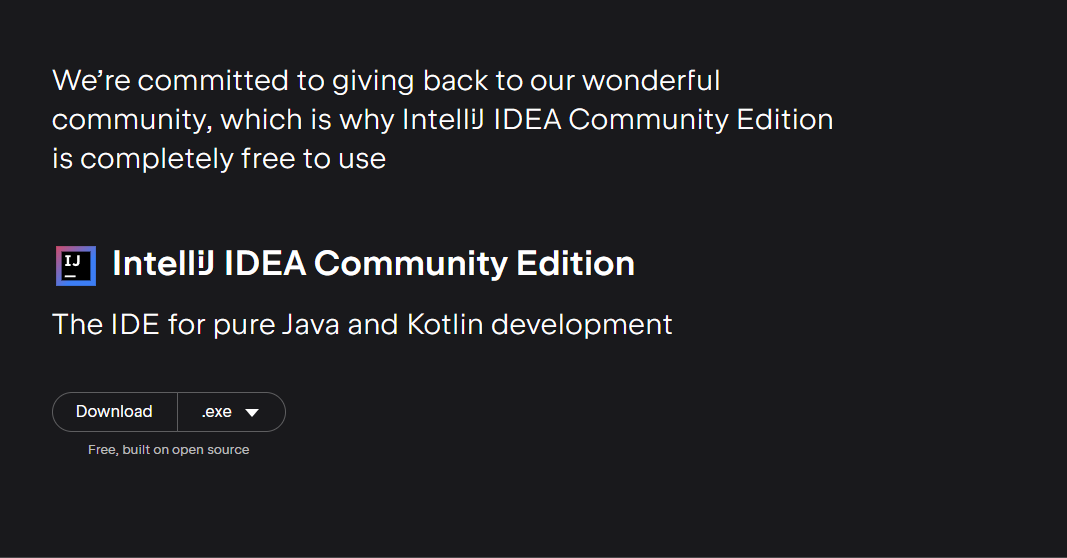 We’re committed to giving back to our wonderful
community, which is why IntelliJ IDEA Community Edition
is completely free to use
IJ
IntelliJ IDEA Community Edition
The IDE for pure Java and Kotlin development
Download .exe
Free, built on open source